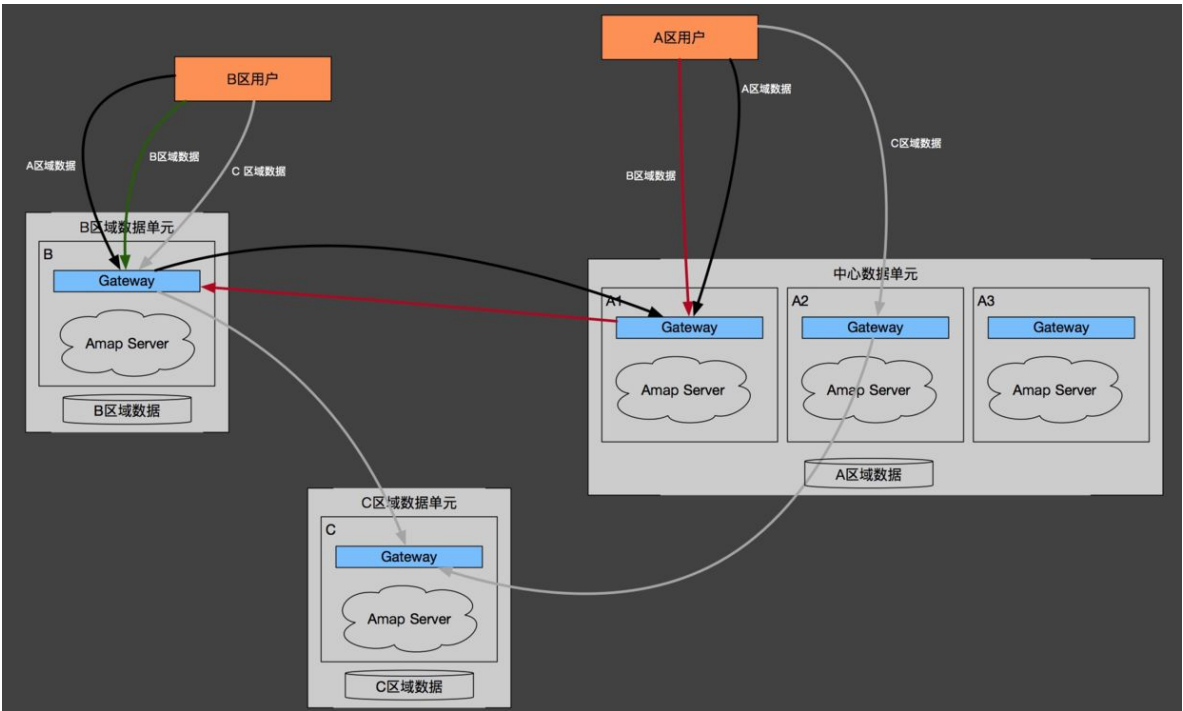 A区用户
B区用户
A区域数据
C区域数据
B区域数据
B区域数据
A区域数据
C 区域数据
B区域数据单元
B
Gateway
Amap Server
B区域数据
中心数据单元
A1
Gateway
Amap Server
A2
Gateway
Amap Server
A3
Gateway
Amap Server
A区域数据
C区域数据单元
C
Gateway
Amap Server
C区域数据